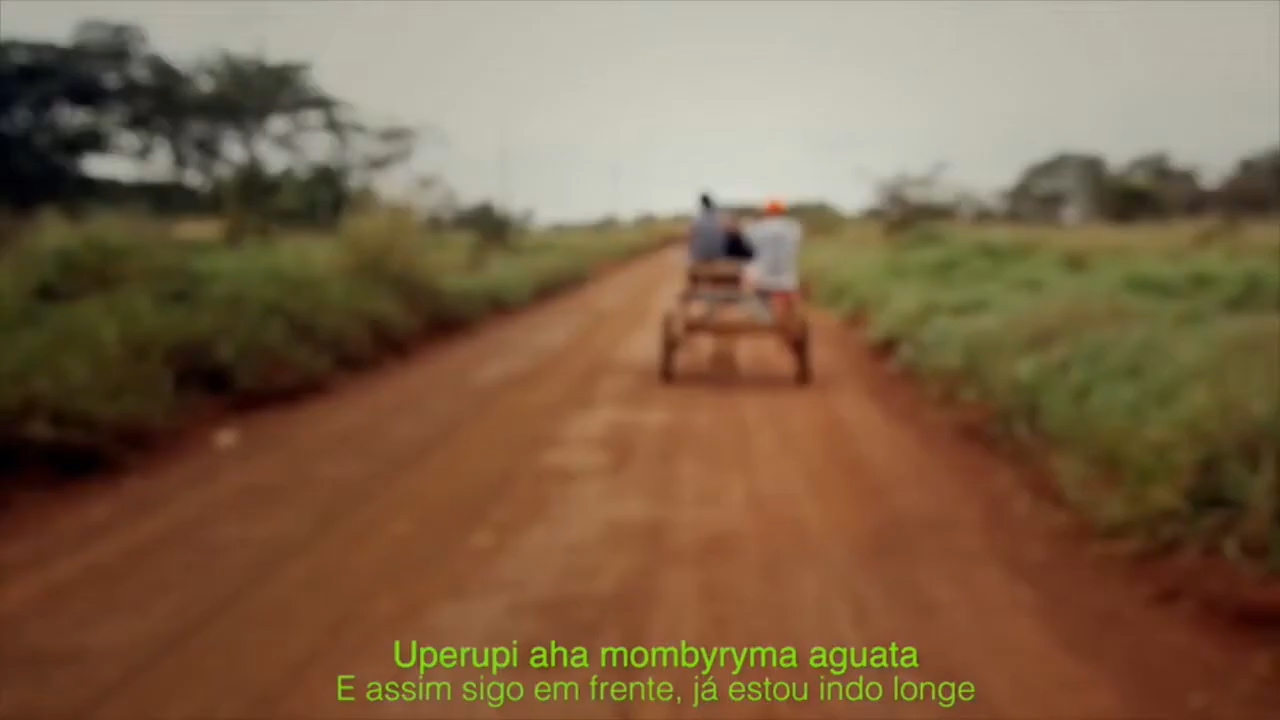 Uperupi aha mombyryma aguata
E assim sigo em frente, já estou indo longe